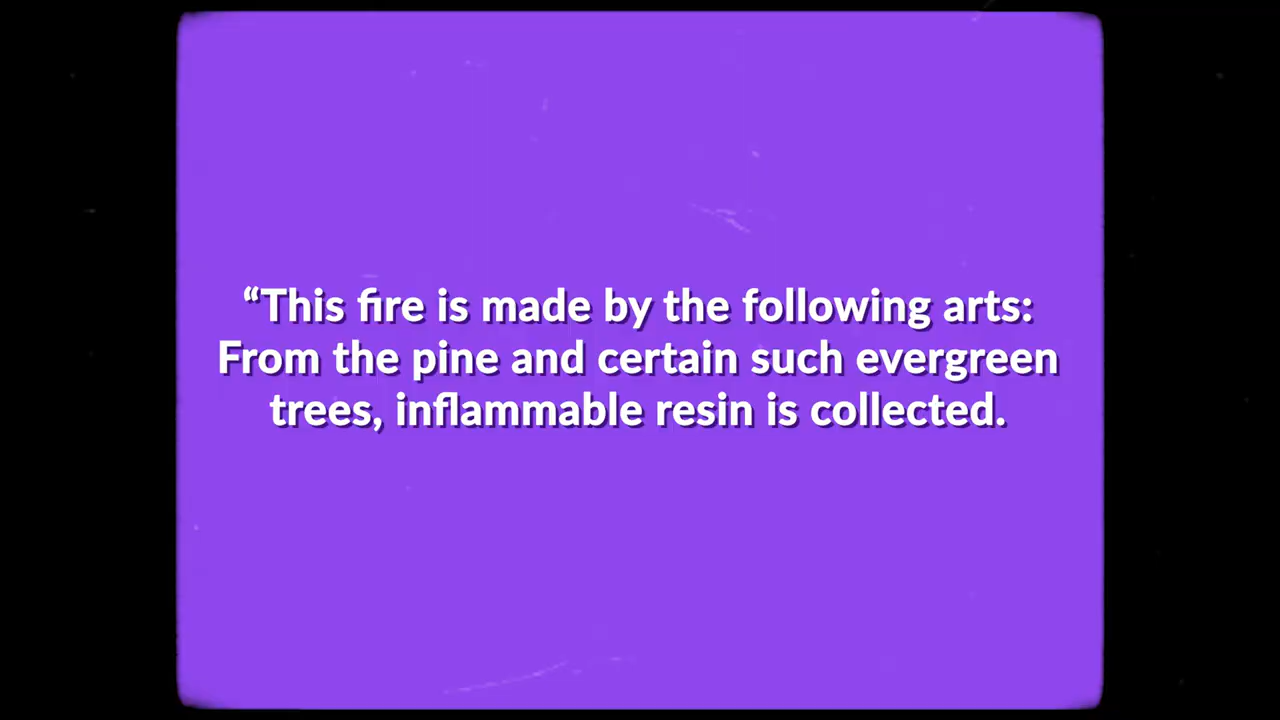 “This fire is made by the following arts:
From the pine and certain such evergreen
trees, inflammable resin is collected.